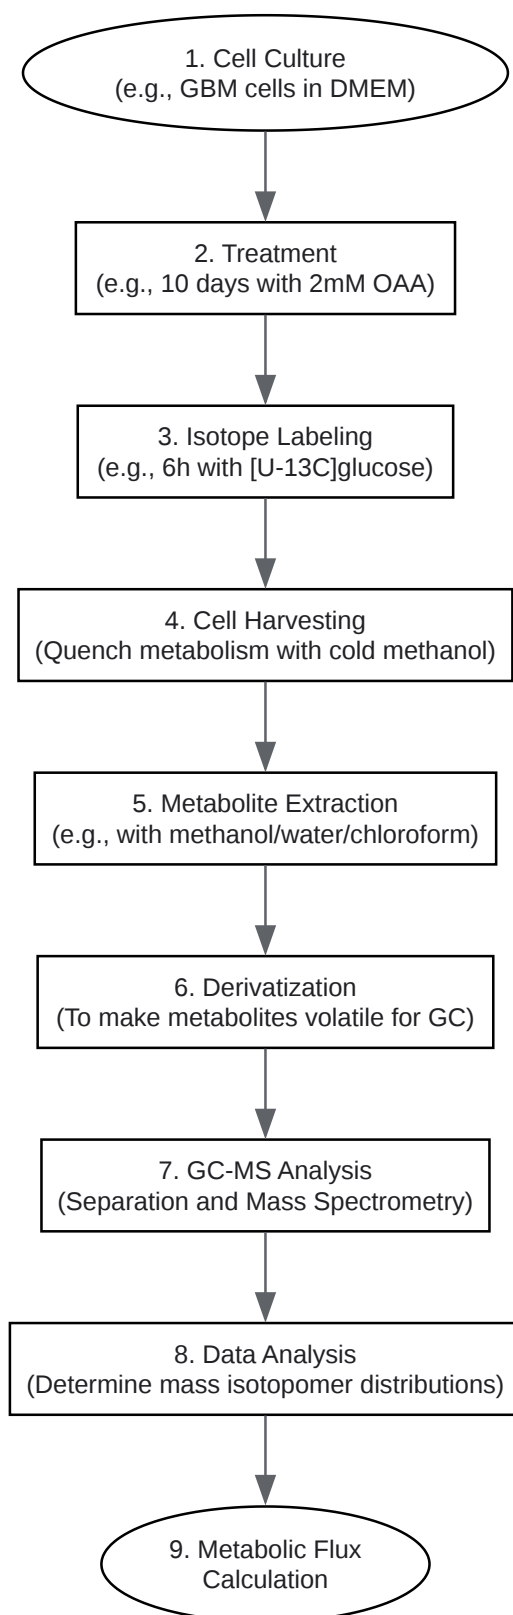 1. Cell Culture
(e.g., GBM cells in DMEM)
2. Treatment
(e.g., 10 days with 2mM OAA)
3. Isotope Labeling
(e.g., 6h with [U-13C]glucose)
4. Cell Harvesting
(Quench metabolism with cold methanol)
5. Metabolite Extraction
(e.g., with methanol/water/chloroform)
6. Derivatization
(To make metabolites volatile for GC)
7. GC-MS Analysis
(Separation and Mass Spectrometry)
8. Data Analysis
(Determine mass isotopomer distributions)
9. Metabolic Flux
Calculation